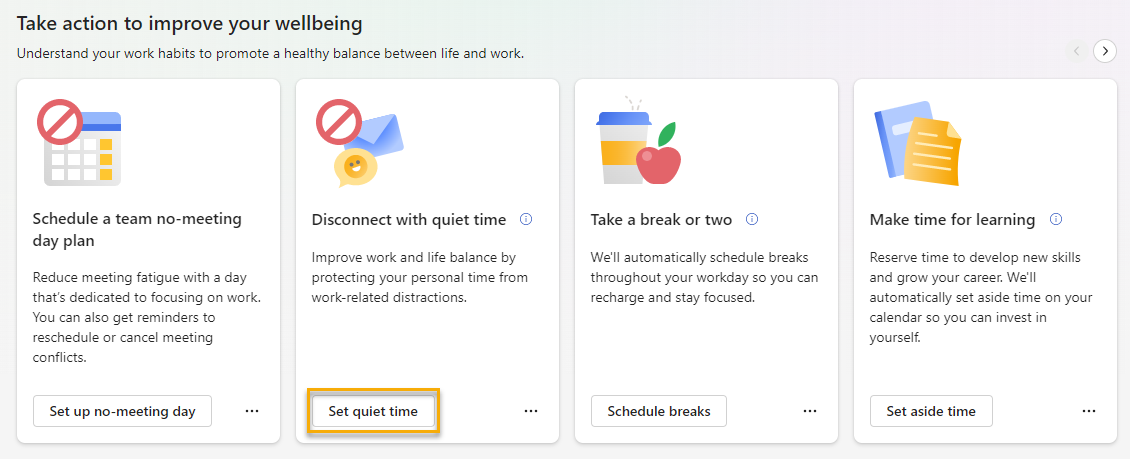 Take action to improve your wellbeing
Understand your work habits to promote a healthy balance between life and work.
Schedule a team no-meeting
day plan
Reduce meeting fatigue with a day
that's dedicated to focusing on work.
You can also get reminders to
reschedule or cancel meeting
conflicts.
Set up no-meeting day
Disconnect with quiet time
Improve work and life balance by
protecting your personal time from
work-related distractions.
Set quiet time
Take a break or two
We'll automatically schedule breaks
throughout your workday so you can
recharge and stay focused.
Schedule breaks
Make time for learning
Reserve time to develop new skills
and grow your career. We'll
automatically set aside time on your
calendar so you can invest in
yourself.
Set aside time